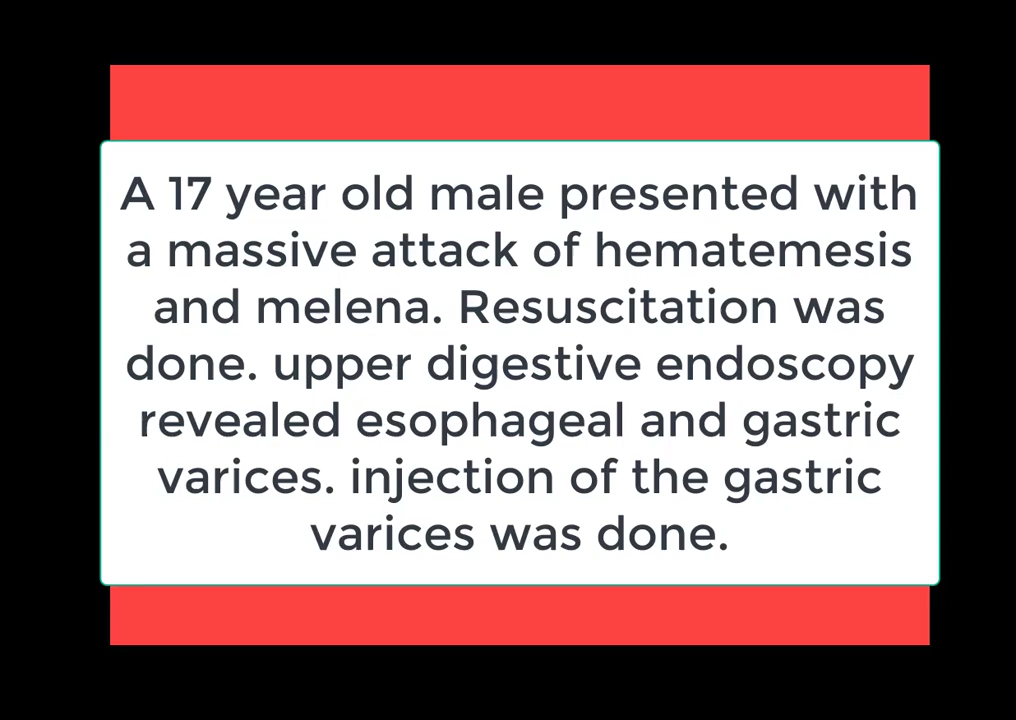 A 17 year old male presented with
a massive attack of hematemesis
and melena. Resuscitation was
done. upper digestive endoscopy
revealed esophageal and gastric
varices. injection of the gastric
varices was done.